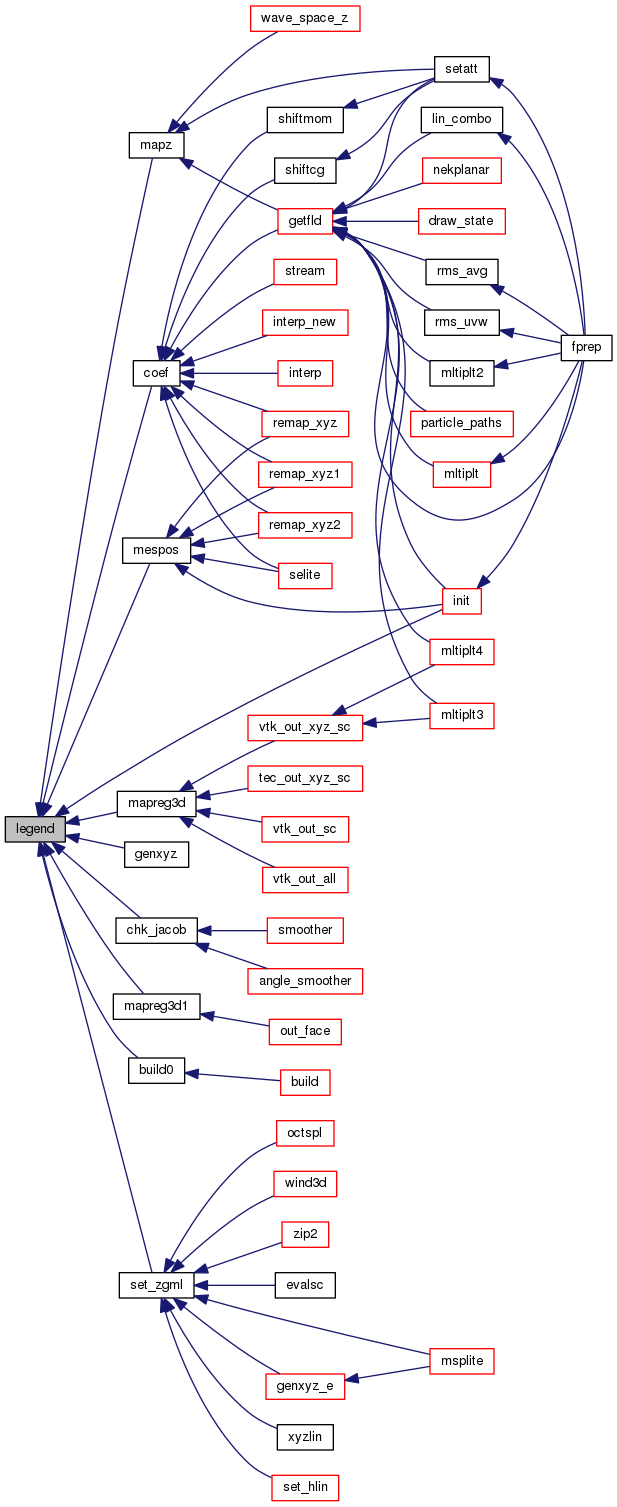 wave_space_z
setatt
shiftmom
lin_combo
mapz
shiftcg
nekplanar
getfld
draw_state
stream
rms_avg
interp_new
rms_uvw
fprep
coef
interp
mltiplt2
remap_xyz
particle_paths
remap_xyz1
mltiplt
remap_xyz2
mespos
selite
init
mltiplt4
mltiplt3
vtk_out_xyz_sc
tec_out_xyz_sc
mapreg3d
legend
vtk_out_sc
genxyz
vtk_out_all
chk_jacob
smoother
angle_smoother
mapreg3d1
out_face
build0
build
octspl
wind3d
zip2
set_zgml
evalsc
msplite
genxyz_e
xyzlin
set_hlin